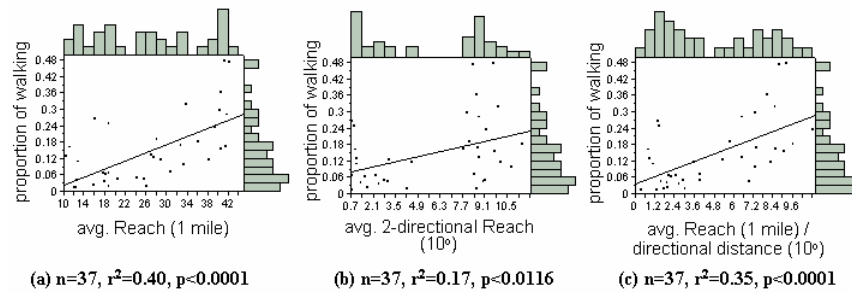 proportion of walking
0.48
0.42
0.36
0.3
0.24
0.18
0.12
0.06
0
10 14 18 22 26 30 34 38 42
avg. Reach (1 mile)
(a) n=37, r²=0.40, p<0.0001
proportion of walking
0.48
0.42
0.36
0.3
0.24
0.18
0.12
0.06
0
0.7 2.1 3.5 4.9 6.3 7.7 9.1 10.5
avg. 2-directional Reach
(10º)
(b) n=37, r²=0.17, p<0.0116
proportion of walking
0.48
0.42
0.36
0.3
0.24
0.18
0.12
0.06
0
0 1.2 2.4 3.6 4.8 6 7.2 8.4 9.6
avg. Reach (1 mile) /
directional distance (10º)
(c) n=37, r²=0.35, p<0.0001